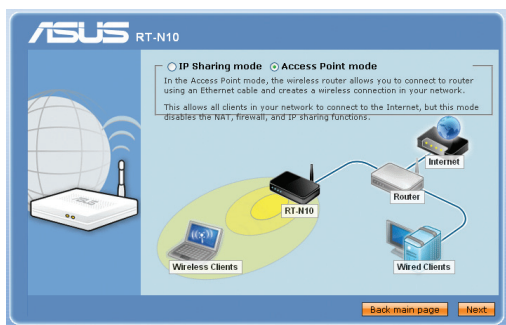 ASUS RT-N10
IP Sharing mode Access Point mode
In the Access Point mode, the wireless router allows you to connect to router
using an Ethernet cable and creates a wireless connection in your network.
This allows all clients in your network to connect to the Internet, but this mode
disables the NAT, firewall, and IP sharing functions.
Internet
Router
RT-N10
Wireless Clients
Wired Clients
ASUS
Back main page Next